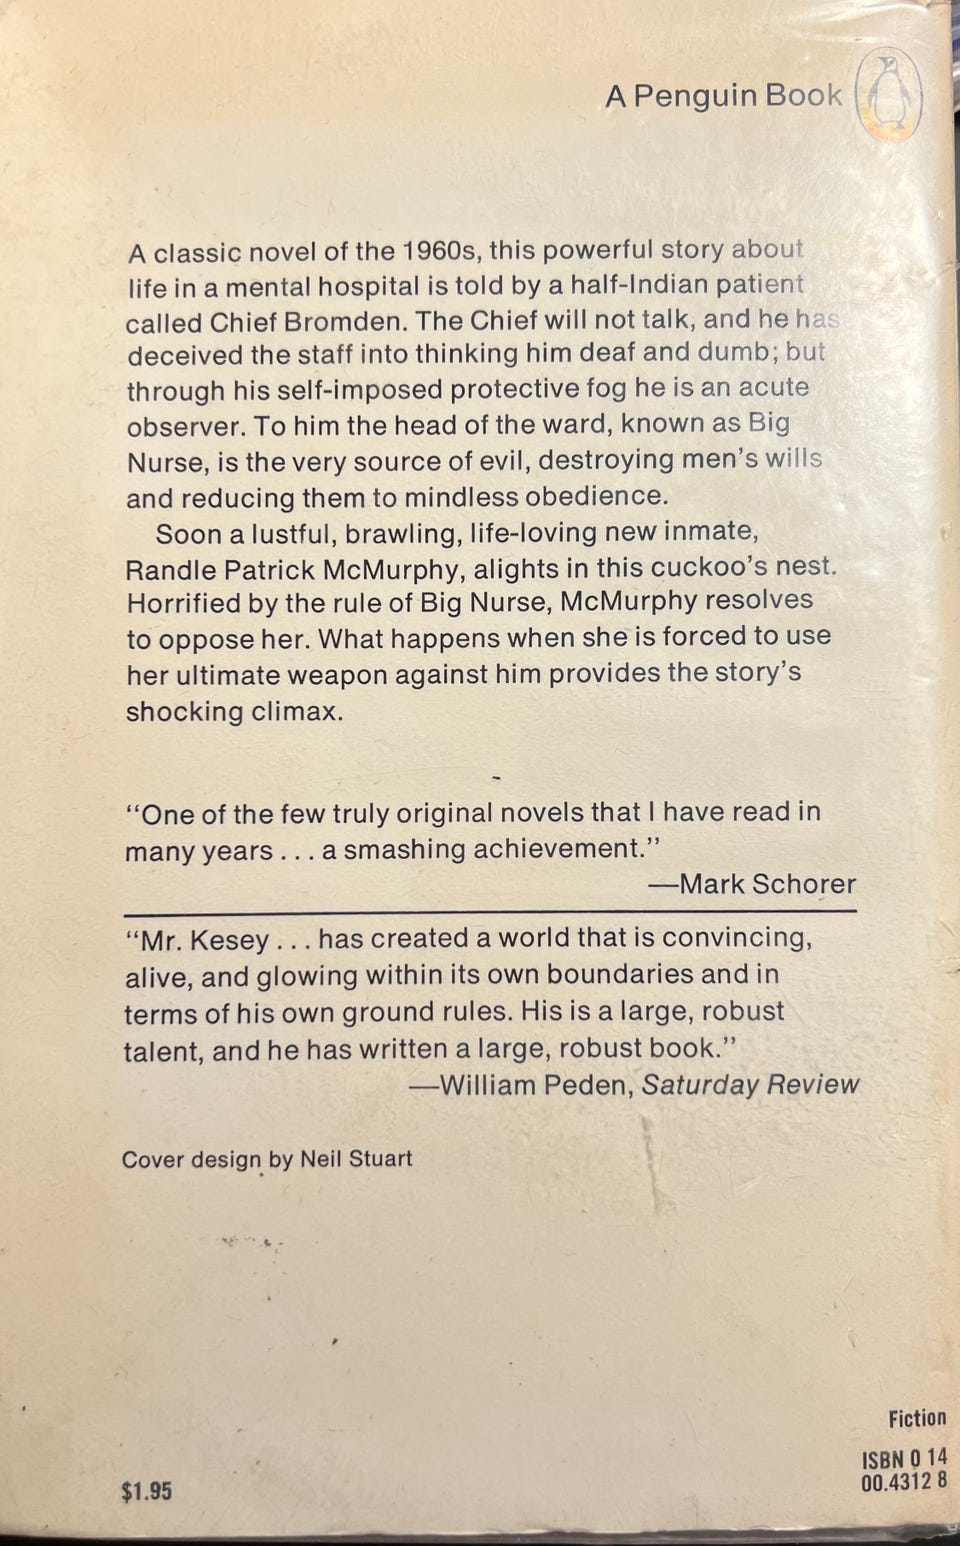 A Penguin Book
A classic novel of the 1960s, this powerful story about
life in a mental hospital is told by a half-Indian patient
called Chief Bromden. The Chief will not talk, and he has
deceived the staff into thinking him deaf and dumb; but
through his self-imposed protective fog he is an acute
observer. To him the head of the ward, known as Big
Nurse, is the very source of evil, destroying men's wills
and reducing them to mindless obedience.
Soon a lustful, brawling, life-loving new inmate,
Randle Patrick McMurphy, alights in this cuckoo's nest.
Horrified by the rule of Big Nurse, McMurphy resolves
to oppose her. What happens when she is forced to use
her ultimate weapon against him provides the story's
shocking climax.
“One of the few truly original novels that I have read in
many years . . . a smashing achievement.”
—Mark Schorer
“Mr. Kesey . . . has created a world that is convincing,
alive, and glowing within its own boundaries and in
terms of his own ground rules. His is a large, robust
talent, and he has written a large, robust book.”
—William Peden, Saturday Review
Cover design by Neil Stuart
Fiction
ISBN 0 14
00.4312 8
$1.95